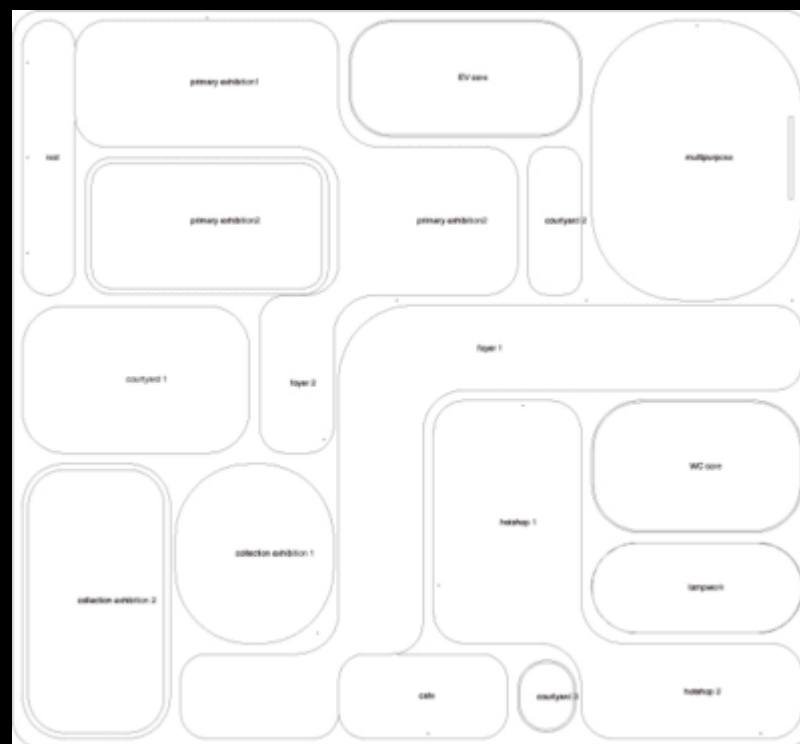 primary exhibition1
EV core
rest
multipurpose
primary exhibition2
primary exhibition2
courtyard 2
foyer 1
courtyard 1
foyer 2
WC core
hotshop 1
collection exhibition 1
lampwork
collection exhibition 2
cafe
courtyard 3
hotshop 2